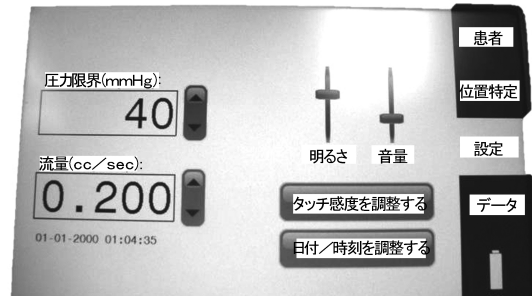 圧力限界(mmHg):
40
流量(cc／sec):
0.200
01-01-2000 01:04:35
明るさ
音量
タッチ感度を調整する
日付／時刻を調整する
患者
位置特定
設定
データ